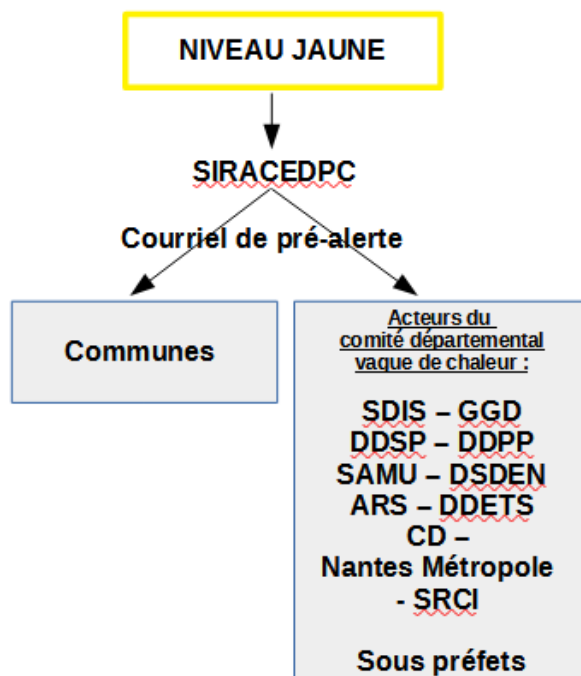 NIVEAU JAUNE
SIRACEDPC
Courriel de pré-alerte
Communes
Acteurs du
comité départemental
vague de chaleur :
SDIS – GGD
DDSP – DDPP
SAMU – DSDEN
ARS – DDETS
CD –
Nantes Métropole
- SRCI
Sous préfets